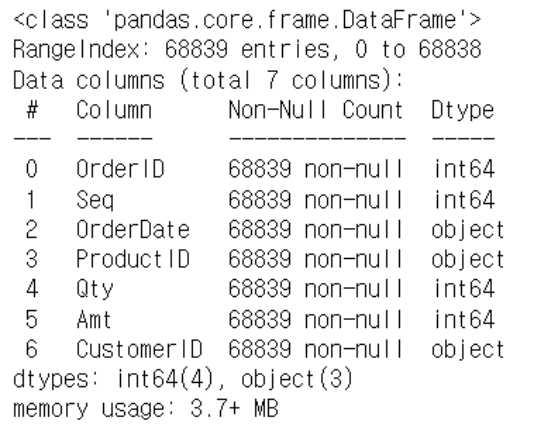 <class 'pandas.core.frame.DataFrame'>
RangeIndex: 68839 entries, 0 to 68838
Data columns (total 7 columns):
 #   Column      Non-Null Count  Dtype
---  ------      --------------  -----
 0   OrderID     68839 non-null  int64
 1   Seq         68839 non-null  int64
 2   OrderDate   68839 non-null  object
 3   ProductID   68839 non-null  object
 4   Qty         68839 non-null  int64
 5   Amt         68839 non-null  int64
 6   CustomerID  68839 non-null  object
dtypes: int64(4), object(3)
memory usage: 3.7+ MB